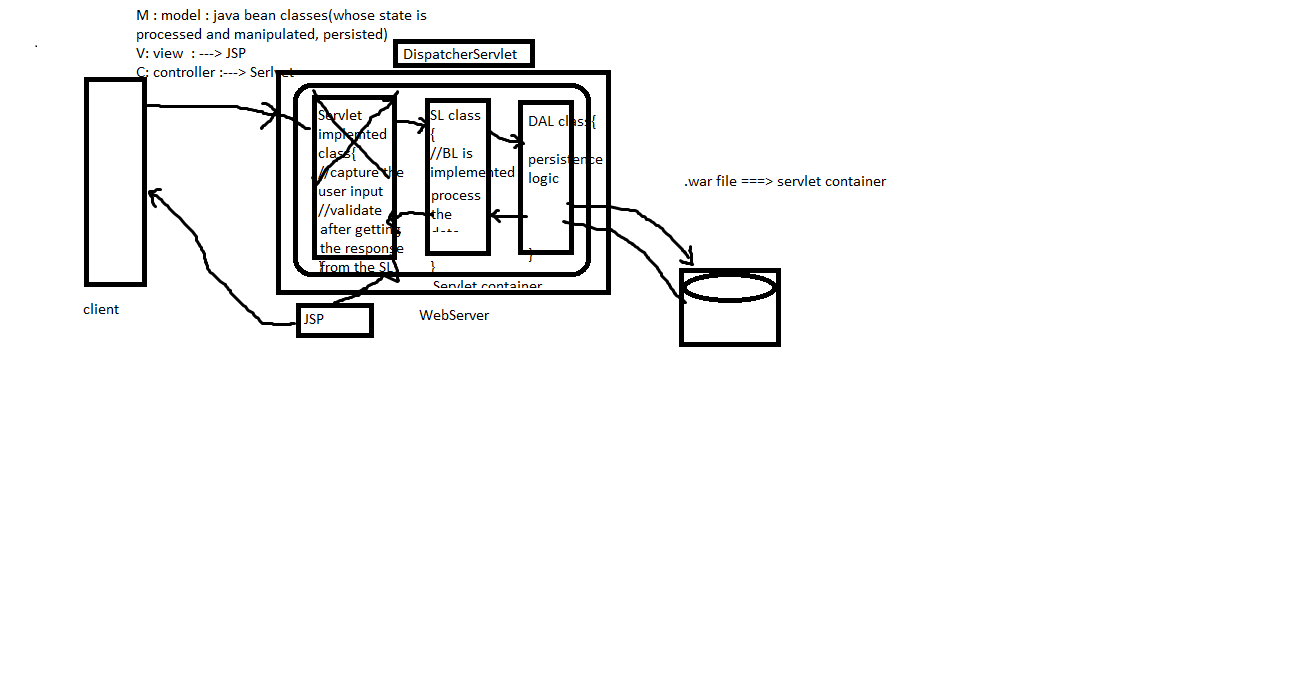 M : model : java bean classes(whose state is
processed and manipulated, persisted)
V: view : ---> JSP
C: controller :---> Serlvet
DispatcherServlet
Servlet
implemted
class{
//capture the
user input
//validate
after getting
the response
from the SL
}
SL class
{
//BL is
implemented
process
the
}
DAL class{
persistence
logic
}
Servlet container
.war file ===> servlet container
client
JSP
WebServer